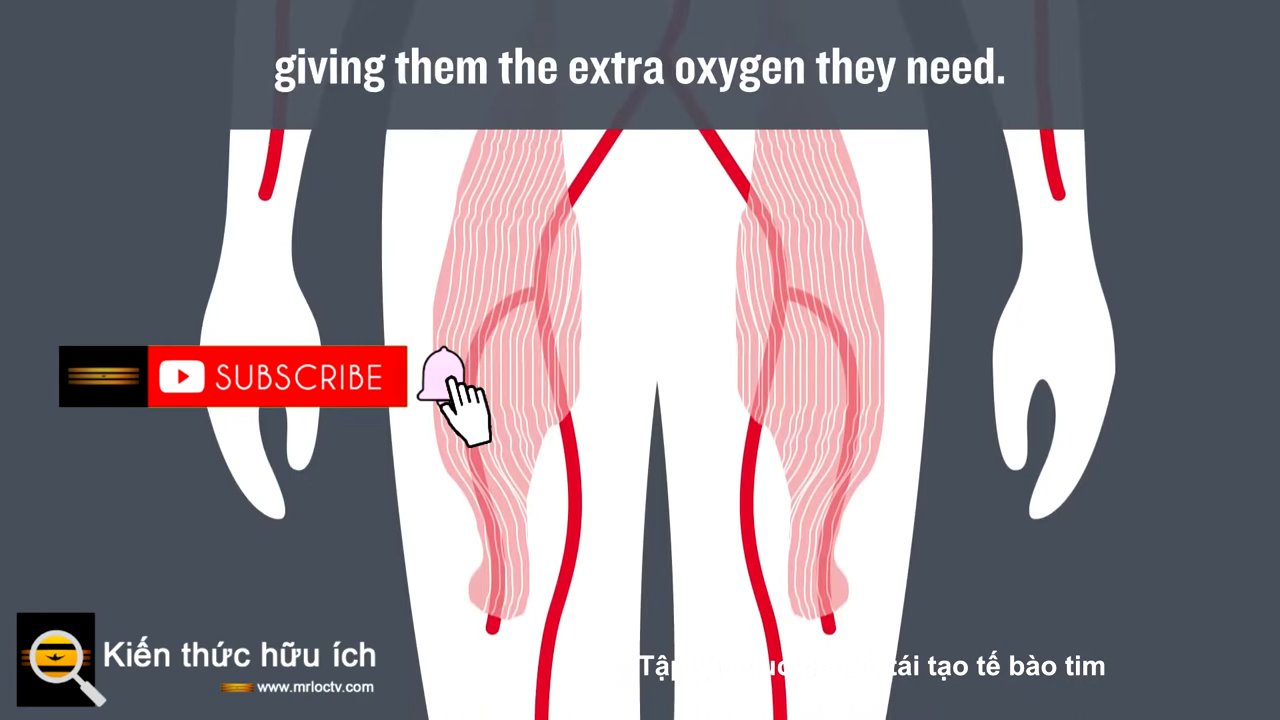 giving them the extra oxygen they need.
SUBSCRIBE
Kiến thức hữu ích
www.mrloctv.com
Tập tái tạo tế bào tim